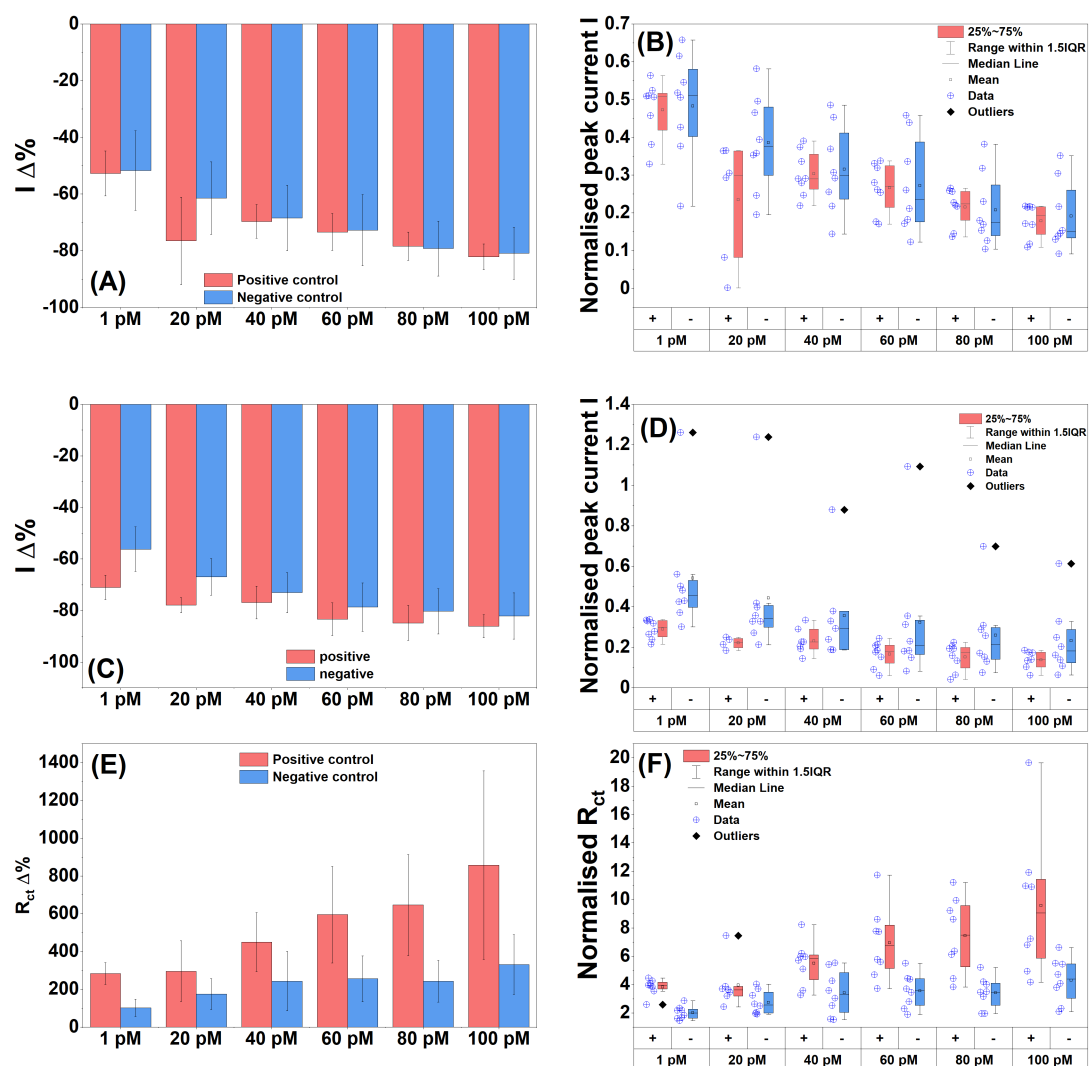 0
-20
-40
-60
-80
-100
I Δ%
(A)
Positive control
Negative control
1 pM 20 pM 40 pM 60 pM 80 pM 100 pM
0.7
0.6
0.5
0.4
0.3
0.2
0.1
0
Normalised peak current I
(B)
25%~75%
Range within 1.5IQR
Median Line
Mean
Data
Outliers
+ - + - + - + - + - + -
1 pM 20 pM 40 pM 60 pM 80 pM 100 pM
0
-20
-40
-60
-80
-100
I Δ%
(C)
positive
negative
1 pM 20 pM 40 pM 60 pM 80 pM 100 pM
1.4
1.2
1
0.8
0.6
0.4
0.2
0
Normalised peak current I
(D)
25%~75%
Range within 1.5IQR
Median Line
Mean
Data
Outliers
+ - + - + - + - + - + -
1 pM 20 pM 40 pM 60 pM 80 pM 100 pM
1400
1200
1000
800
600
400
200
0
Rct Δ%
(E)
Positive control
Negative control
1 pM 20 pM 40 pM 60 pM 80 pM 100 pM
20
18
16
14
12
10
8
6
4
2
Normalised Rct
(F)
25%~75%
Range within 1.5IQR
Median Line
Mean
Data
Outliers
+ - + - + - + - + - + -
1 pM 20 pM 40 pM 60 pM 80 pM 100 pM